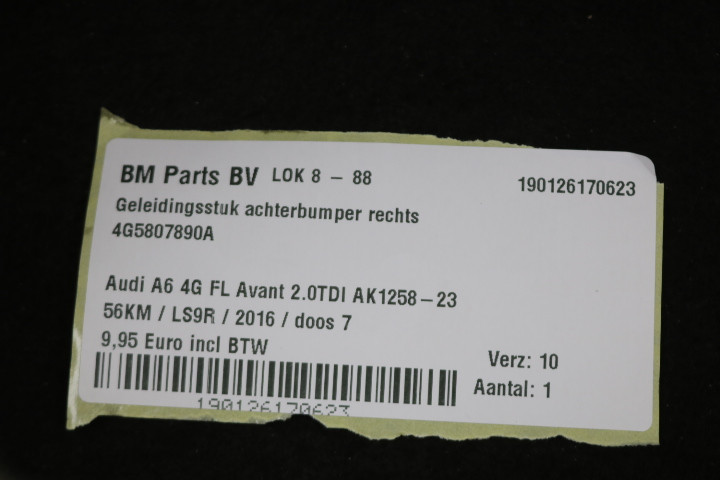 BM Parts BV LOK 8 - 88 190126170623
Geleidingsstuk achterbumper rechts
4G5807890A
Audi A6 4G FL Avant 2.0TDI AK1258-23
56KM / LS9R / 2016 / doos 7
9,95 Euro incl BTW
Verz: 10
Aantal: 1
190126170623